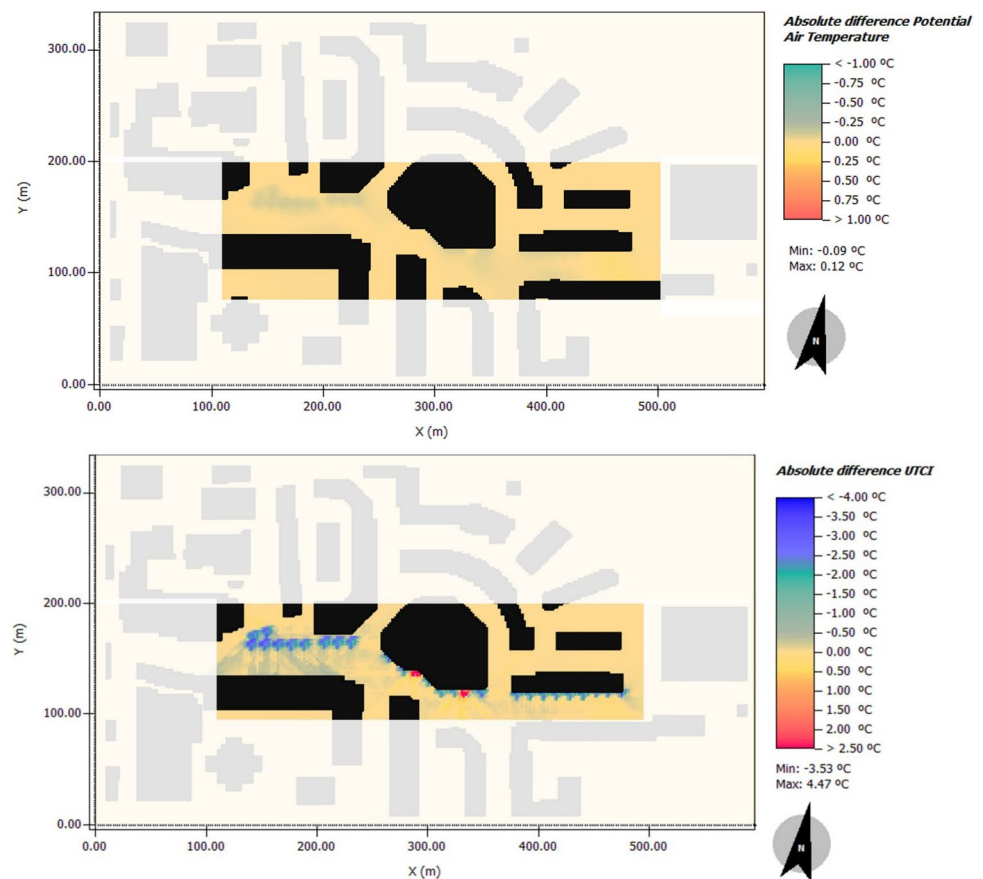 Absolute difference Potential
Air Temperature
< -1.00 ºC
-0.75 ºC
-0.50 ºC
-0.25 ºC
0.00 ºC
0.25 ºC
0.50 ºC
0.75 ºC
> 1.00 ºC
Min: -0.09 ºC
Max: 0.12 ºC
N
Y (m)
300.00
200.00
100.00
0.00
0.00 100.00 200.00 300.00 400.00 500.00
X (m)
Absolute difference UTCI
< -4.00 ºC
-3.50 ºC
-3.00 ºC
-2.50 ºC
-2.00 ºC
-1.50 ºC
-1.00 ºC
-0.50 ºC
0.00 ºC
0.50 ºC
1.00 ºC
1.50 ºC
2.00 ºC
> 2.50 ºC
Min: -3.53 ºC
Max: 4.47 ºC
N
Y (m)
300.00
200.00
100.00
0.00
0.00 100.00 200.00 300.00 400.00 500.00
X (m)